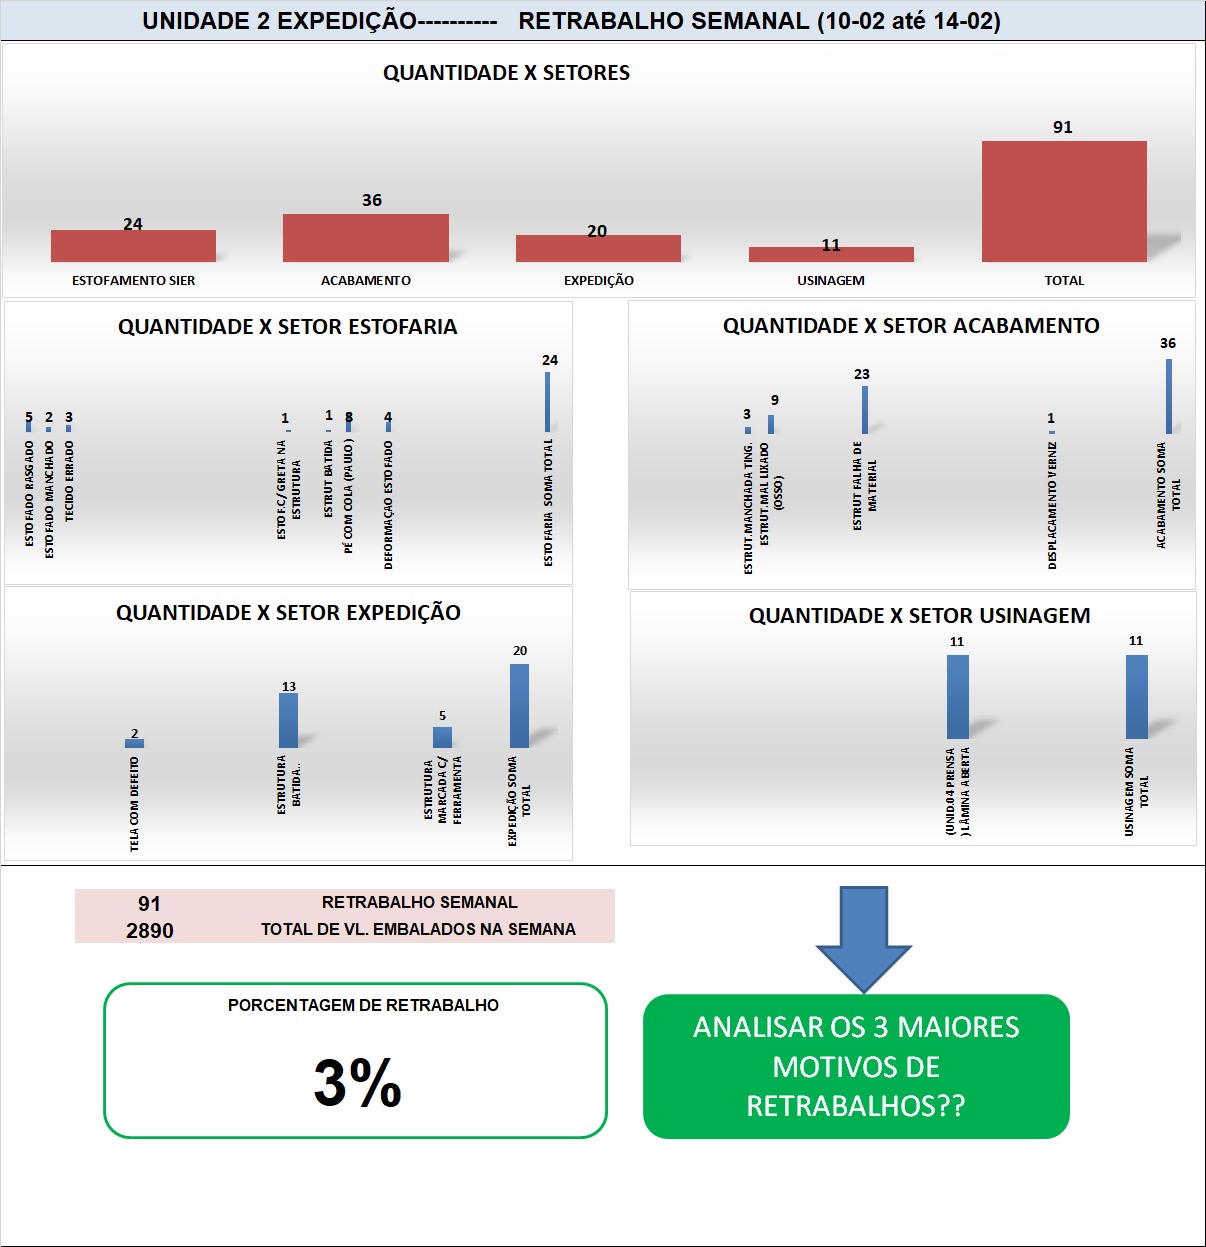 UNIDADE 2 EXPEDIÇÃO---------- RETRABALHO SEMANAL (10-02 até 14-02)
QUANTIDADE X SETORES
24
36
20
11
91
ESTOFAMENTO SIER
ACABAMENTO
EXPEDIÇÃO
USINAGEM
TOTAL
QUANTIDADE X SETOR ESTOFARIA
5
2
3
1
1
8
4
24
ESTOFADO RASGADO
ESTOFADO MANCHADO
TECIDO ERRADO
ESTOF.C/ GRETA NA
ESTRUTURA
ESTRUT BATIDA
PÉ COM COLA (PAULO)
DEFORMAÇAO ESTOFADO
ESTOFARIA SOMA TOTAL
QUANTIDADE X SETOR ACABAMENTO
3
9
23
1
36
ESTRUT. MANCHADA TING.
ESTRUT. MAL LIXADO
(OSSO)
ESTRUT FALHA DE
MATERIAL
DESPLACAMENTO VERNIZ
ACABAMENTO SOMA
TOTAL
QUANTIDADE X SETOR EXPEDIÇÃO
2
13
5
20
TELA COM DEFEITO
ESTRUTURA
BATIDA..
ESTRUTURA
MARCADA C/
FERRAMENTA
EXPEDIÇÃO SOMA
TOTAL
QUANTIDADE X SETOR USINAGEM
11
11
(UNID.04 PRENSA
) LÂMINA ABERTA
USINAGEM SOMA
TOTAL
91 RETRABALHO SEMANAL
2890 TOTAL DE VL. EMBALADOS NA SEMANA
PORCENTAGEM DE RETRABALHO
3%
ANALISAR OS 3 MAIORES
MOTIVOS DE
RETRABALHOS??